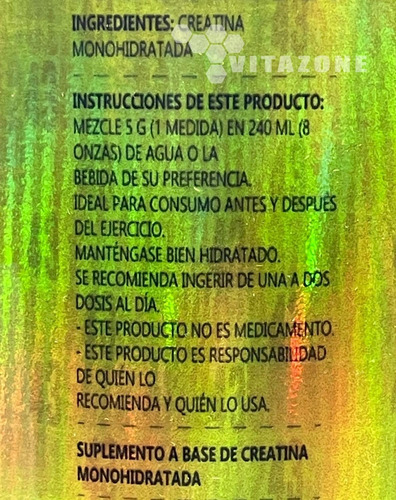 INGREDIENTES: CREATINA
MONOHIDRATADA
VITAZONE
INSTRUCCIONES DE ESTE PRODUCTO:
MEZCLE 5 G (1 MEDIDA) EN 240 ML (8
ONZAS) DE AGUA O LA
BEBIDA DE SU PREFERENCIA.
IDEAL PARA CONSUMO ANTES Y DESPUÉS
DEL EJERCICIO.
MANTÉNGASE BIEN HIDRATADO.
SE RECOMIENDA INGERIR DE UNA A DOS
DOSIS AL DÍA.
- ESTE PRODUCTO NO ES MEDICAMENTO.
- ESTE PRODUCTO ES RESPONSABILIDAD
DE QUIÉN LO
RECOMIENDA Y QUIÉN LO USA.
SUPLEMENTO A BASE DE CREATINA
MONOHIDRATADA